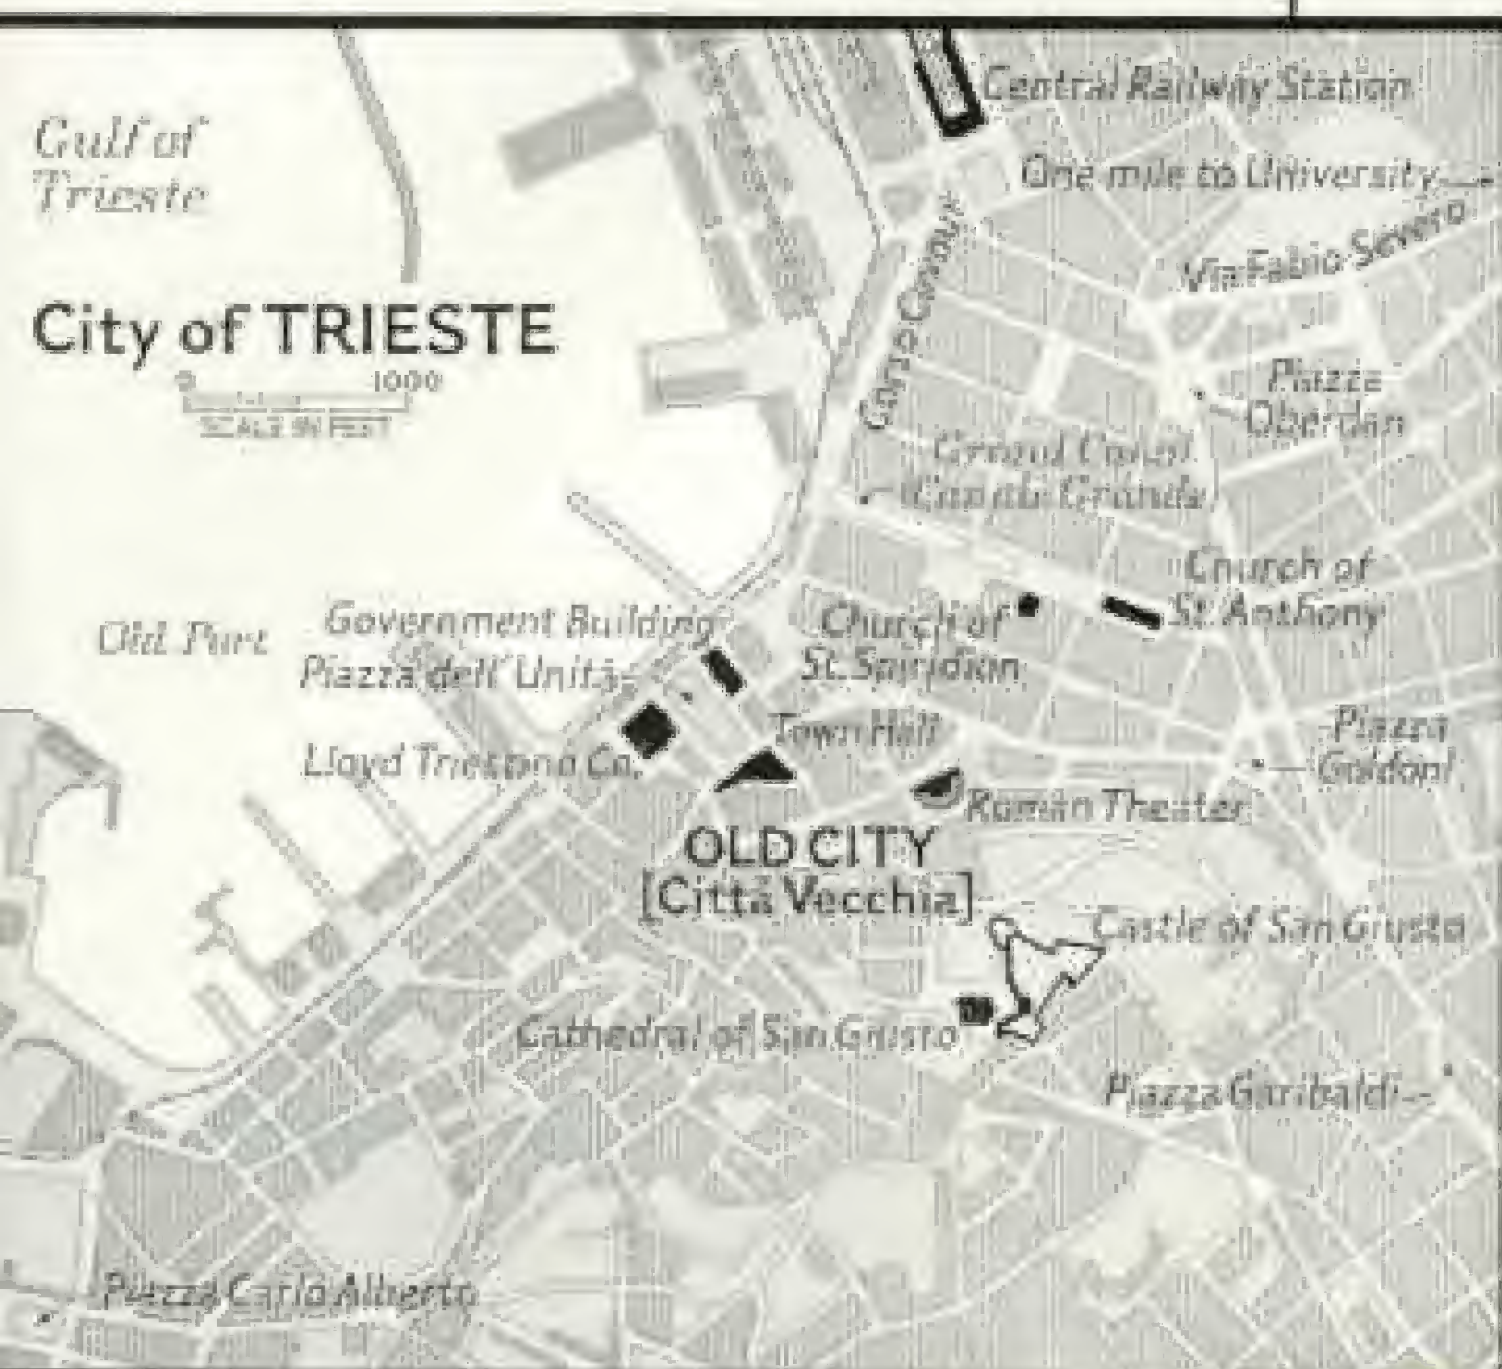 Central Railway Station
Gulf of
Trieste
One mile to University
Via Fabio Severo
City of TRIESTE
0 1000
SCALE IN FEET
Corso Cavour
Piazza
Oberdan
Grand Canal
Canale Grande
Church of
St. Anthony
Old Port
Government Building
Piazza dell' Unità
Church of
St. Spiridion
Town Hall
Piazza
Goldoni
Lloyd Triestino Co.
Roman Theater
OLD CITY
[Città Vecchia]
Castle of San Giusto
Cathedral of San Giusto
Piazza Garibaldi
Piazza Carlo Alberto